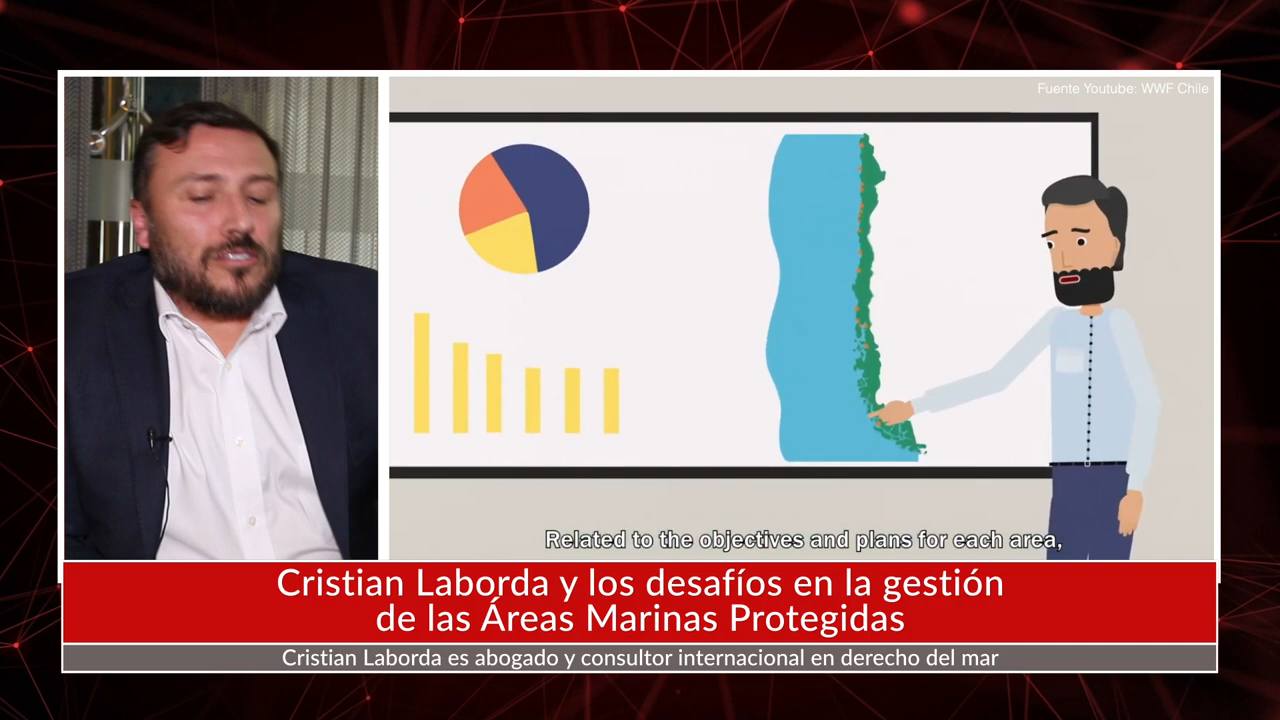 Fuente Youtube: WWF Chile
Related to the objectives and plans for each area,
Cristian Laborda y los desafíos en la gestión
de las Áreas Marinas Protegidas
Cristian Laborda es abogado y consultor internacional en derecho del mar